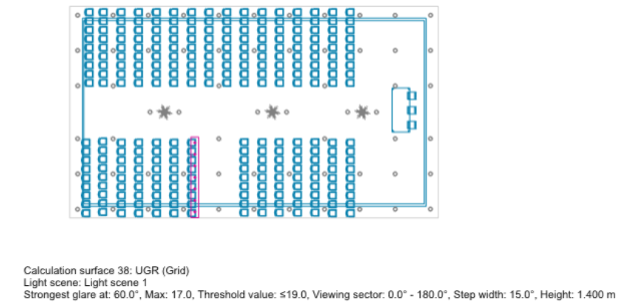 Calculation surface 38: UGR (Grid)
Light scene: Light scene 1
Strongest glare at: 60.0°, Max: 17.0, Threshold value: ≤19.0, Viewing sector: 0.0° - 180.0°, Step width: 15.0°, Height: 1.400 m